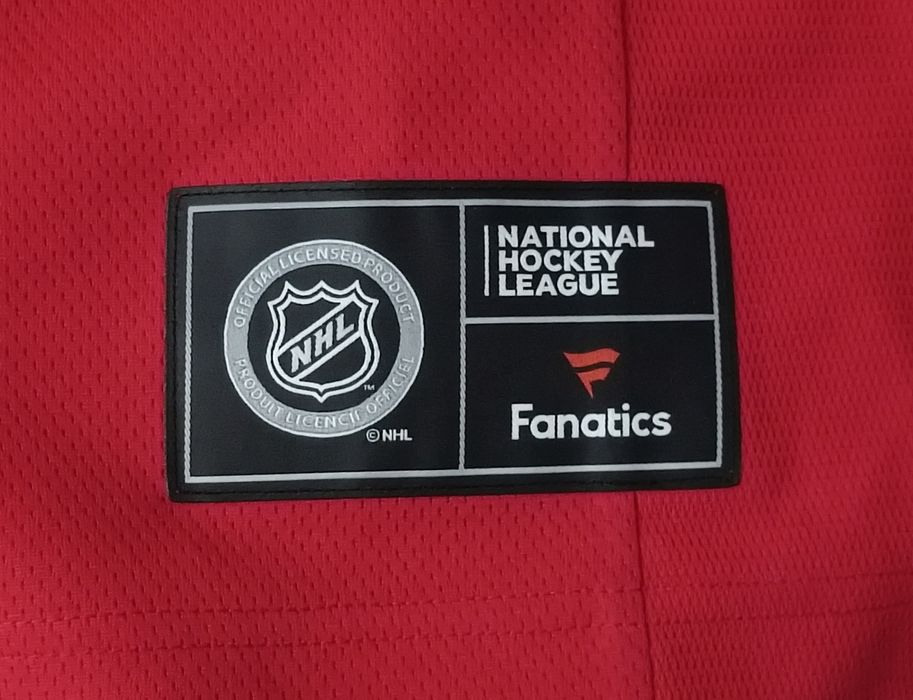 OFFICIAL LICENSED PRODUCT
NHL
™
PRODUIT LICENCIÉ OFFICIEL
© NHL
NATIONAL
HOCKEY
LEAGUE
Fanatics